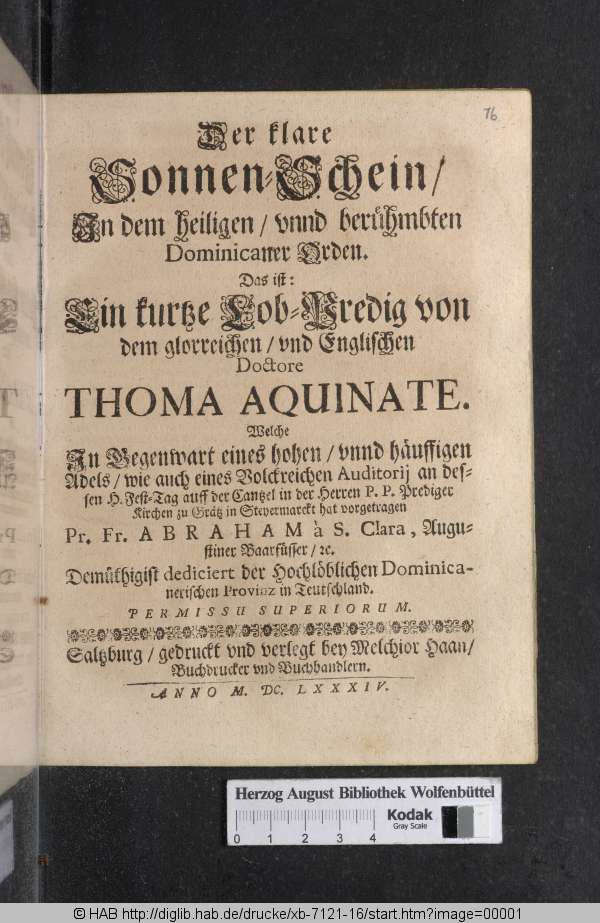 76
Der klare
Sonnen-Schein/
In dem heiligen / vnnd berühmbten
Dominicaner Orden.
Das ist:
Ein kurtze Lob-Predig von
dem glorreichen / vnd Englischen
Doctore
THOMA AQUINATE.
Welche
In Gegenwart eines hohen / vnnd häuffigen
Adels / wie auch eines Volckreichen Auditorij an des-
sen H. Fest-Tag auff der Cantzel in der Herren P. P. Prediger
Kirchen zu Grätz in Steyermarckt hat vorgetragen
Pr. Fr. ABRAHAM à S. Clara, Augu-
stiner Baarfüsser / ꝛc.
Demüthigist dediciert der Hochlöblichen Dominica-
nerischen Provinz in Teutschland.
PERMISSU SUPERIORUM.
Saltzburg / gedruckt vnd verlegt bey Melchior Haan/
Buchdrucker vnd Buchhandlern.
ANNO M. DC. LXXXIV.
Herzog August Bibliothek Wolfenbüttel
Kodak
Gray Scale
0 1 2 3 4
© HAB http://diglib.hab.de/drucke/xb-7121-16/start.htm?image=00001